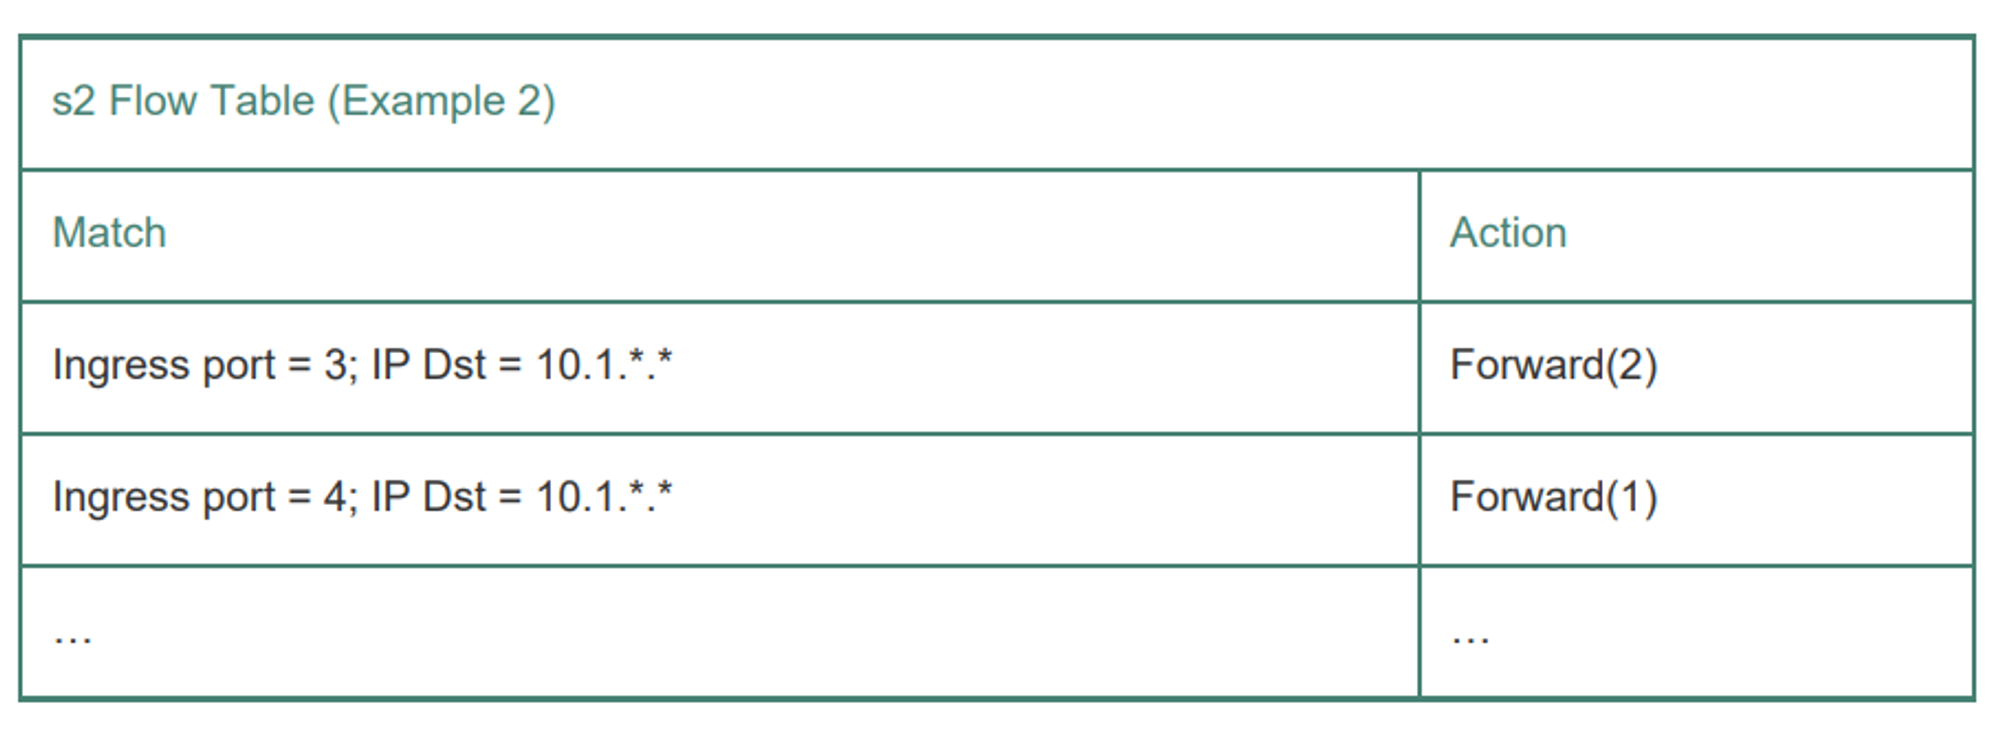 s2 Flow Table (Example 2)
Match Action
Ingress port = 3; IP Dst = 10.1.*.* Forward(2)
Ingress port = 4; IP Dst = 10.1.*.* Forward(1)
… …